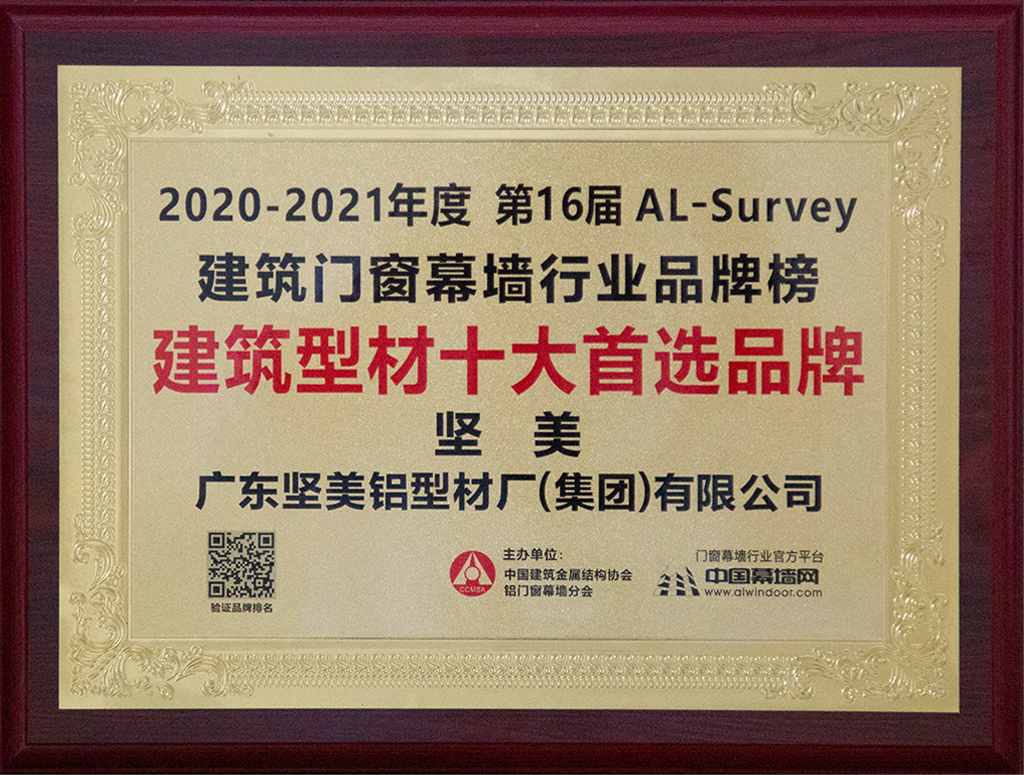 2020-2021年度 第16届 AL-Survey
建筑门窗幕墙行业品牌榜
建筑型材十大首选品牌
坚 美
广东坚美铝型材厂(集团)有限公司
验证品牌排名
CCMSA
主办单位：
中国建筑金属结构协会
铝门窗幕墙分会
门窗幕墙行业官方平台
中国幕墙网
www.alwindoor.com